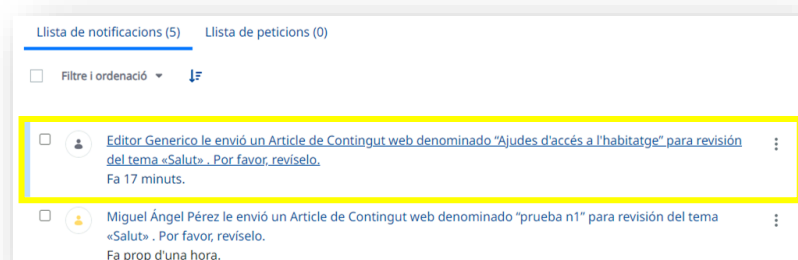 Llista de notificacions (5) Llista de peticions (0)
Filtre i ordenació
Editor Generico le envió un Article de Contingut web denominado “Ajudes d'accés a l'habitatge” para revisión
del tema «Salut» . Por favor, revíselo.
Fa 17 minuts.
Miguel Ángel Pérez le envió un Article de Contingut web denominado “prueba n1” para revisión del tema
«Salut» . Por favor, revíselo.
Fa prop d'una hora.